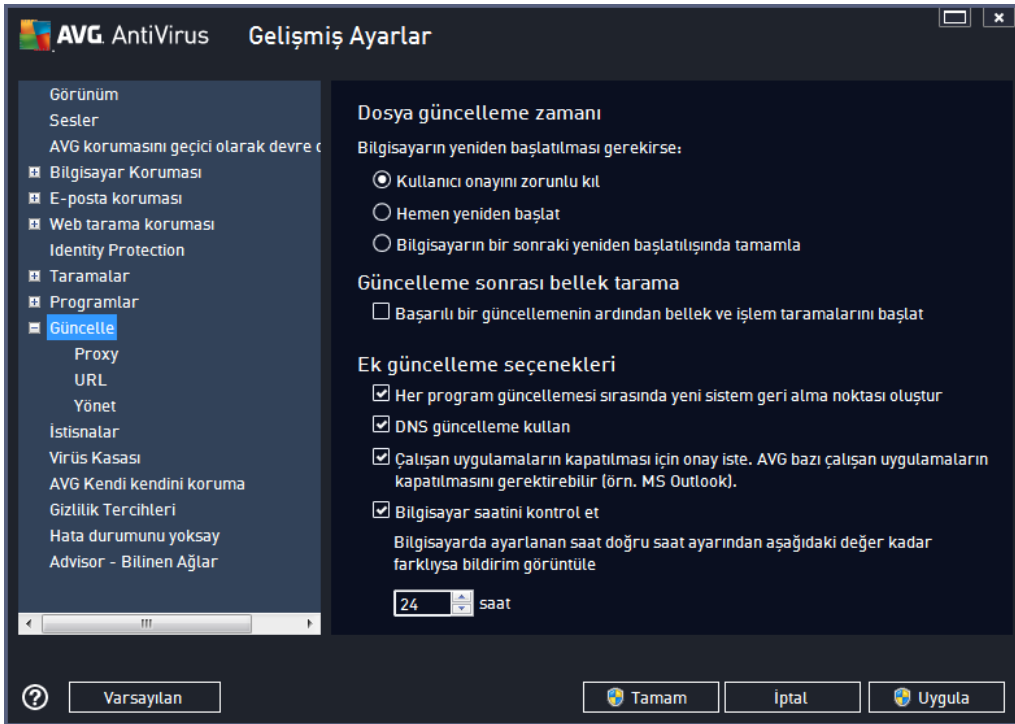 AVG. AntiVirus Gelişmiş Ayarlar
Görünüm
Sesler
AVG korumasını geçici olarak devre
Bilgisayar Koruması
E-posta koruması
Web tarama koruması
Identity Protection
Taramalar
Programlar
Güncelle
Proxy
URL
Yönet
İstisnalar
Virüs Kasası
AVG Kendi kendini koruma
Gizlilik Tercihleri
Hata durumunu yoksay
Advisor - Bilinen Ağlar
Dosya güncelleme zamanı
Bilgisayarın yeniden başlatılması gerekirse:
Kullanıcı onayını zorunlu kıl
Hemen yeniden başlat
Bilgisayarın bir sonraki yeniden başlatılışında tamamla
Güncelleme sonrası bellek tarama
Başarılı bir güncellemenin ardından bellek ve işlem taramalarını başlat
Ek güncelleme seçenekleri
Her program güncellemesi sırasında yeni sistem geri alma noktası oluştur
DNS güncelleme kullan
Çalışan uygulamaların kapatılması için onay iste. AVG bazı çalışan uygulamaların
kapatılmasını gerektirebilir (örn. MS Outlook).
Bilgisayar saatini kontrol et
Bilgisayarda ayarlanan saat doğru saat ayarından aşağıdaki değer kadar
farklıysa bildirim görüntüle
24 saat
Varsayılan
Tamam
İptal
Uygula